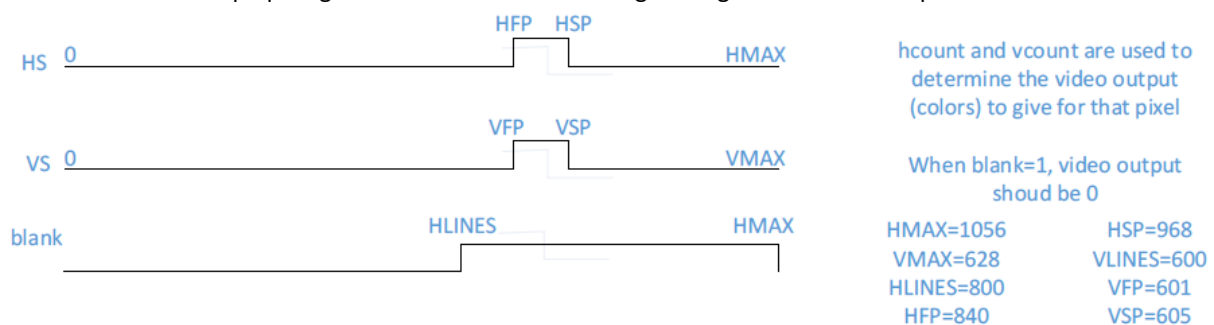 HFP HSP
HS 0 HMAX
VFP VSP
VS 0 VMAX
HLINES HMAX
blank
hcount and vcount are used to
determine the video output
(colors) to give for that pixel
When blank=1, video output
shoud be 0
HMAX=1056 HSP=968
VMAX=628 VLINES=600
HLINES=800 VFP=601
HFP=840 VSP=605